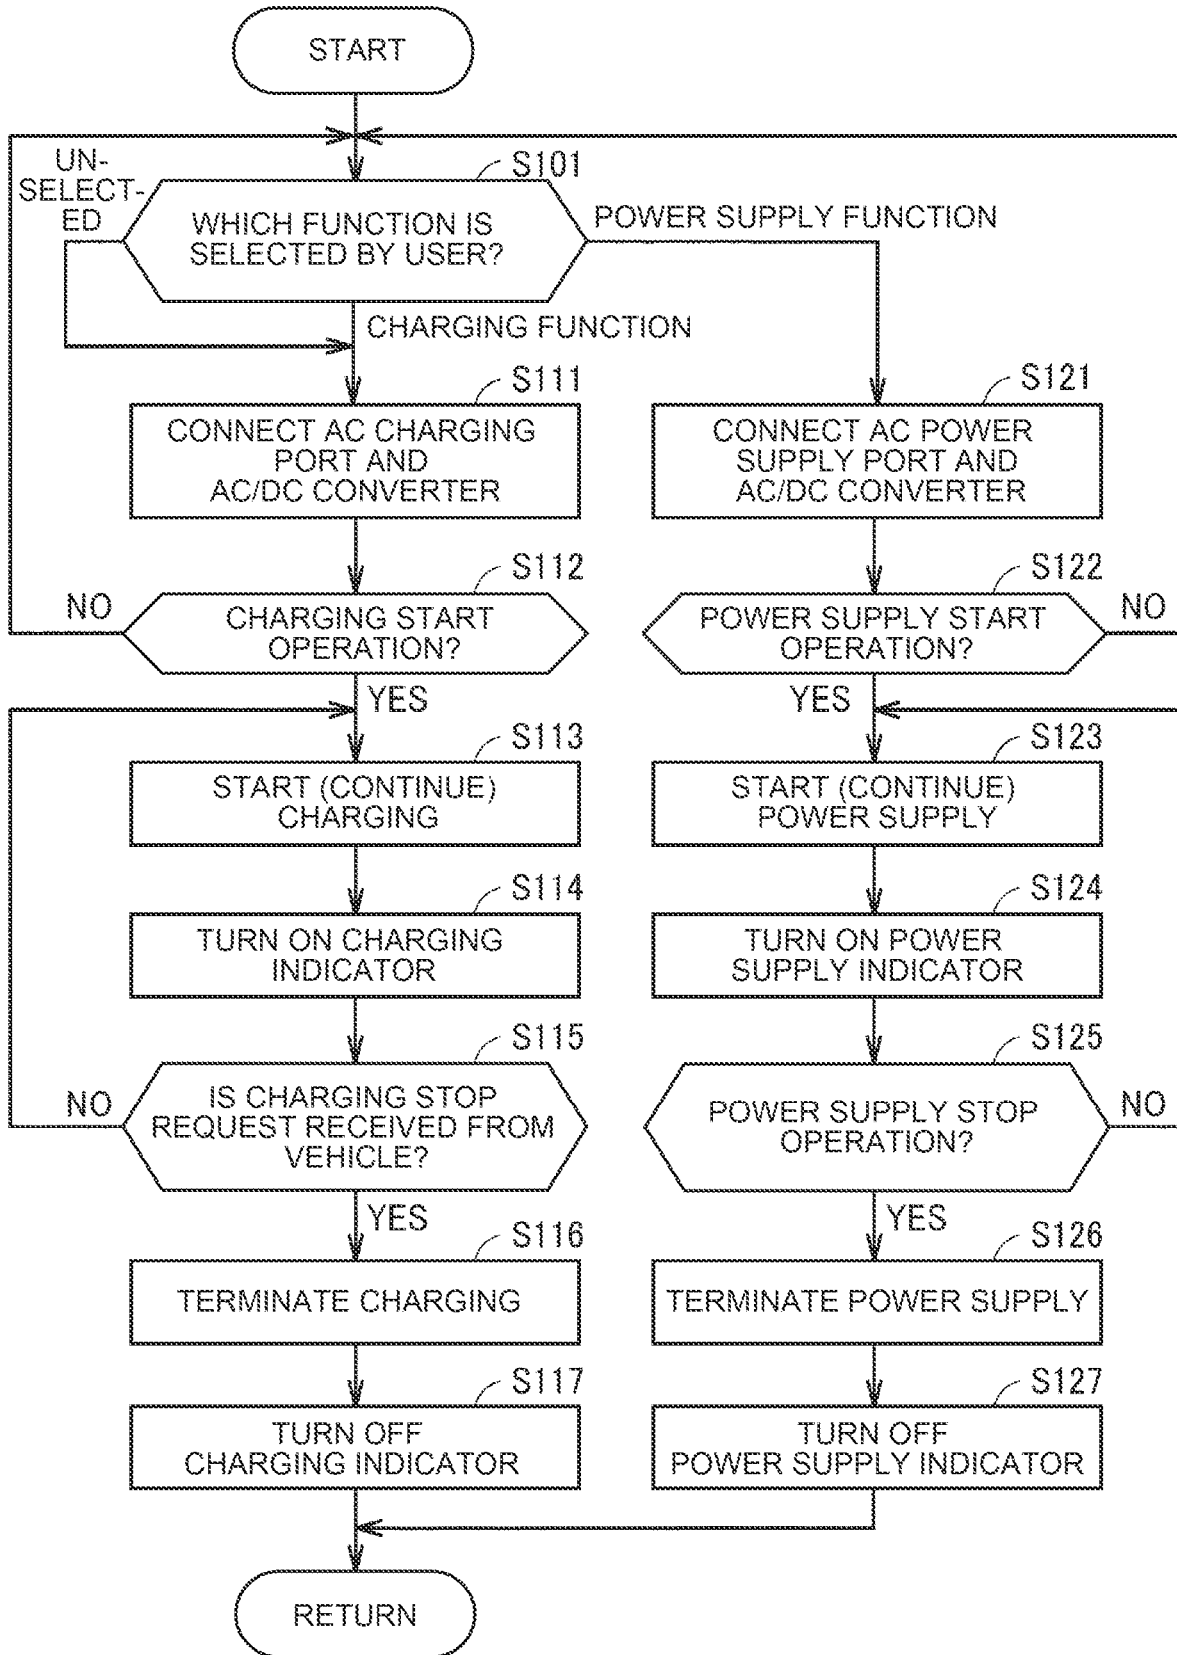 START
S101
UN-
SELECT-
ED
WHICH FUNCTION IS
SELECTED BY USER?
POWER SUPPLY FUNCTION
CHARGING FUNCTION
S111
CONNECT AC CHARGING
PORT AND
AC/DC CONVERTER
S121
CONNECT AC POWER
SUPPLY PORT AND
AC/DC CONVERTER
S112
NO
CHARGING START
OPERATION?
YES
S122
POWER SUPPLY START
OPERATION?
NO
YES
S113
START (CONTINUE)
CHARGING
S123
START (CONTINUE)
POWER SUPPLY
S114
TURN ON CHARGING
INDICATOR
S124
TURN ON POWER
SUPPLY INDICATOR
S115
NO
IS CHARGING STOP
REQUEST RECEIVED FROM
VEHICLE?
YES
S125
POWER SUPPLY STOP
OPERATION?
NO
YES
S116
TERMINATE CHARGING
S126
TERMINATE POWER SUPPLY
S117
TURN OFF
CHARGING INDICATOR
S127
TURN OFF
POWER SUPPLY INDICATOR
RETURN